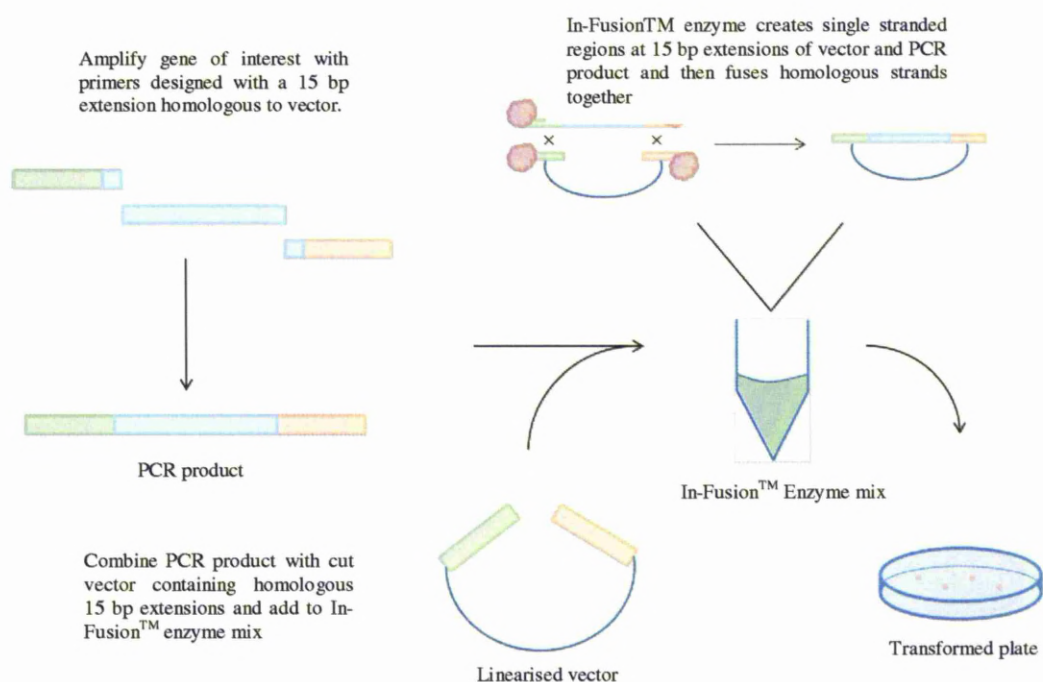 Amplify gene of interest with
primers designed with a 15 bp
extension homologous to vector.
In-FusionTM enzyme creates single stranded
regions at 15 bp extensions of vector and PCR
product and then fuses homologous strands
together
× ×
PCR product
In-Fusion™ Enzyme mix
Combine PCR product with cut
vector containing homologous
15 bp extensions and add to In-
Fusion™ enzyme mix
Linearised vector
Transformed plate